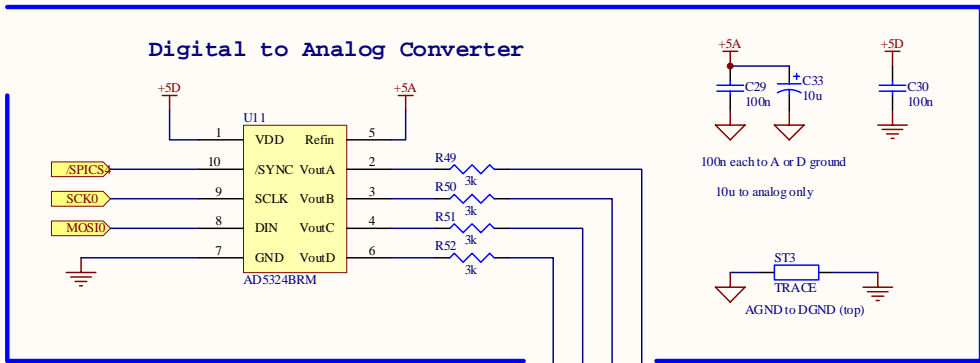 Digital to Analog Converter
+5D
+5A
U11
1 VDD Refin 5
/SPICS4 10 /SYNC VoutA 2 R49 3k
SCK0 9 SCLK VoutB 3 R50 3k
MOSI0 8 DIN VoutC 4 R51 3k
7 GND VoutD 6 R52 3k
AD5324BRM
+5A
+5D
C29
100n
C33
10u
C30
100n
100n each to A or D ground
10u to analog only
ST3
TRACE
AGND to DGND (top)